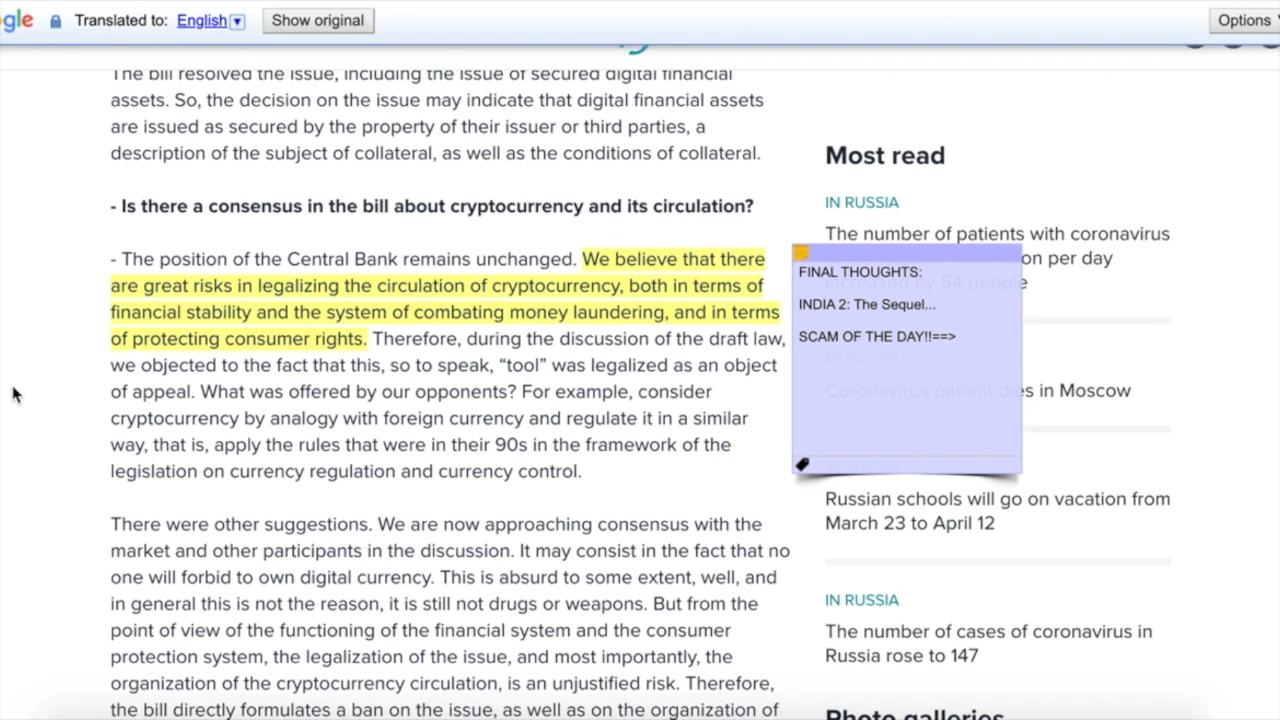 gle
Translated to: English
Show original
Options
The bill resolved the issue, including the issue of secured digital financial
assets. So, the decision on the issue may indicate that digital financial assets
are issued as secured by the property of their issuer or third parties, a
description of the subject of collateral, as well as the conditions of collateral.
- Is there a consensus in the bill about cryptocurrency and its circulation?
- The position of the Central Bank remains unchanged. We believe that there
are great risks in legalizing the circulation of cryptocurrency, both in terms of
financial stability and the system of combating money laundering, and in terms
of protecting consumer rights. Therefore, during the discussion of the draft law,
we objected to the fact that this, so to speak, “tool” was legalized as an object
of appeal. What was offered by our opponents? For example, consider
cryptocurrency by analogy with foreign currency and regulate it in a similar
way, that is, apply the rules that were in their 90s in the framework of the
legislation on currency regulation and currency control.
There were other suggestions. We are now approaching consensus with the
market and other participants in the discussion. It may consist in the fact that no
one will forbid to own digital currency. This is absurd to some extent, well, and
in general this is not the reason, it is still not drugs or weapons. But from the
point of view of the functioning of the financial system and the consumer
protection system, the legalization of the issue, and most importantly, the
organization of the cryptocurrency circulation, is an unjustified risk. Therefore,
the bill directly formulates a ban on the issue, as well as on the organization of
Most read
IN RUSSIA
The number of patients with coronavirus
on per day
increased by 54 people
FINAL THOUGHTS:
INDIA 2: The Sequel...
SCAM OF THE DAY!!==>
MOSCOW
Coronavirus patient dies in Moscow
Russian schools will go on vacation from
March 23 to April 12
IN RUSSIA
The number of cases of coronavirus in
Russia rose to 147
Photo galleries